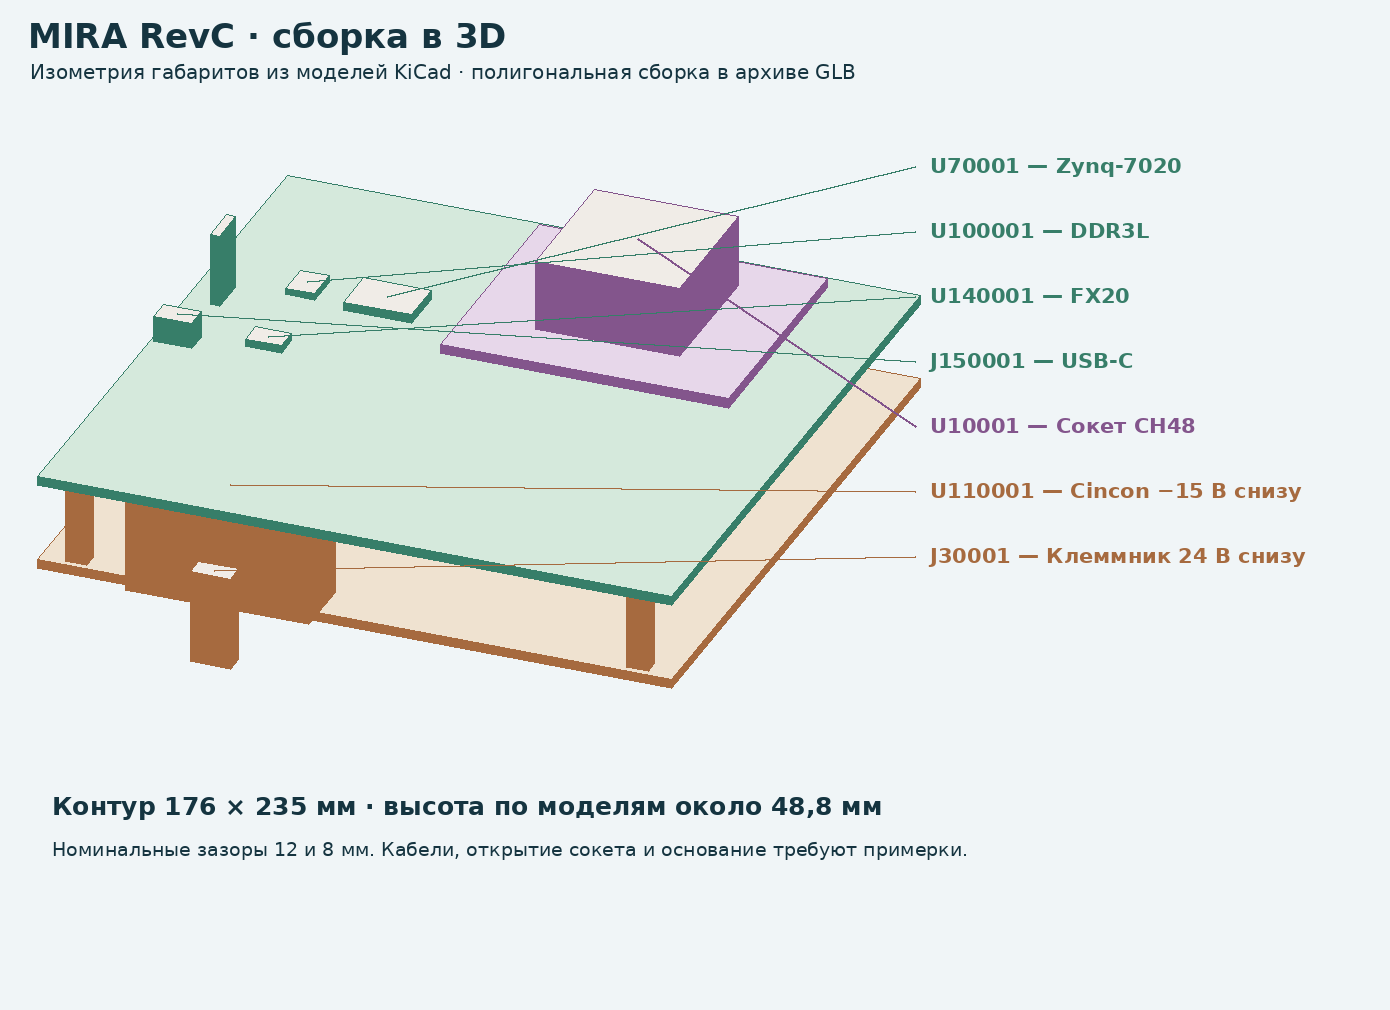 MIRA RevC · сборка в 3D
Изометрия габаритов из моделей KiCad · полигональная сборка в архиве GLB
U70001 — Zynq-7020
U100001 — DDR3L
U140001 — FX20
J150001 — USB-C
U10001 — Сокет CH48
U110001 — Cincon −15 В снизу
J30001 — Клеммник 24 В снизу
Контур 176 × 235 мм · высота по моделям около 48,8 мм
Номинальные зазоры 12 и 8 мм. Кабели, открытие сокета и основание требуют примерки.